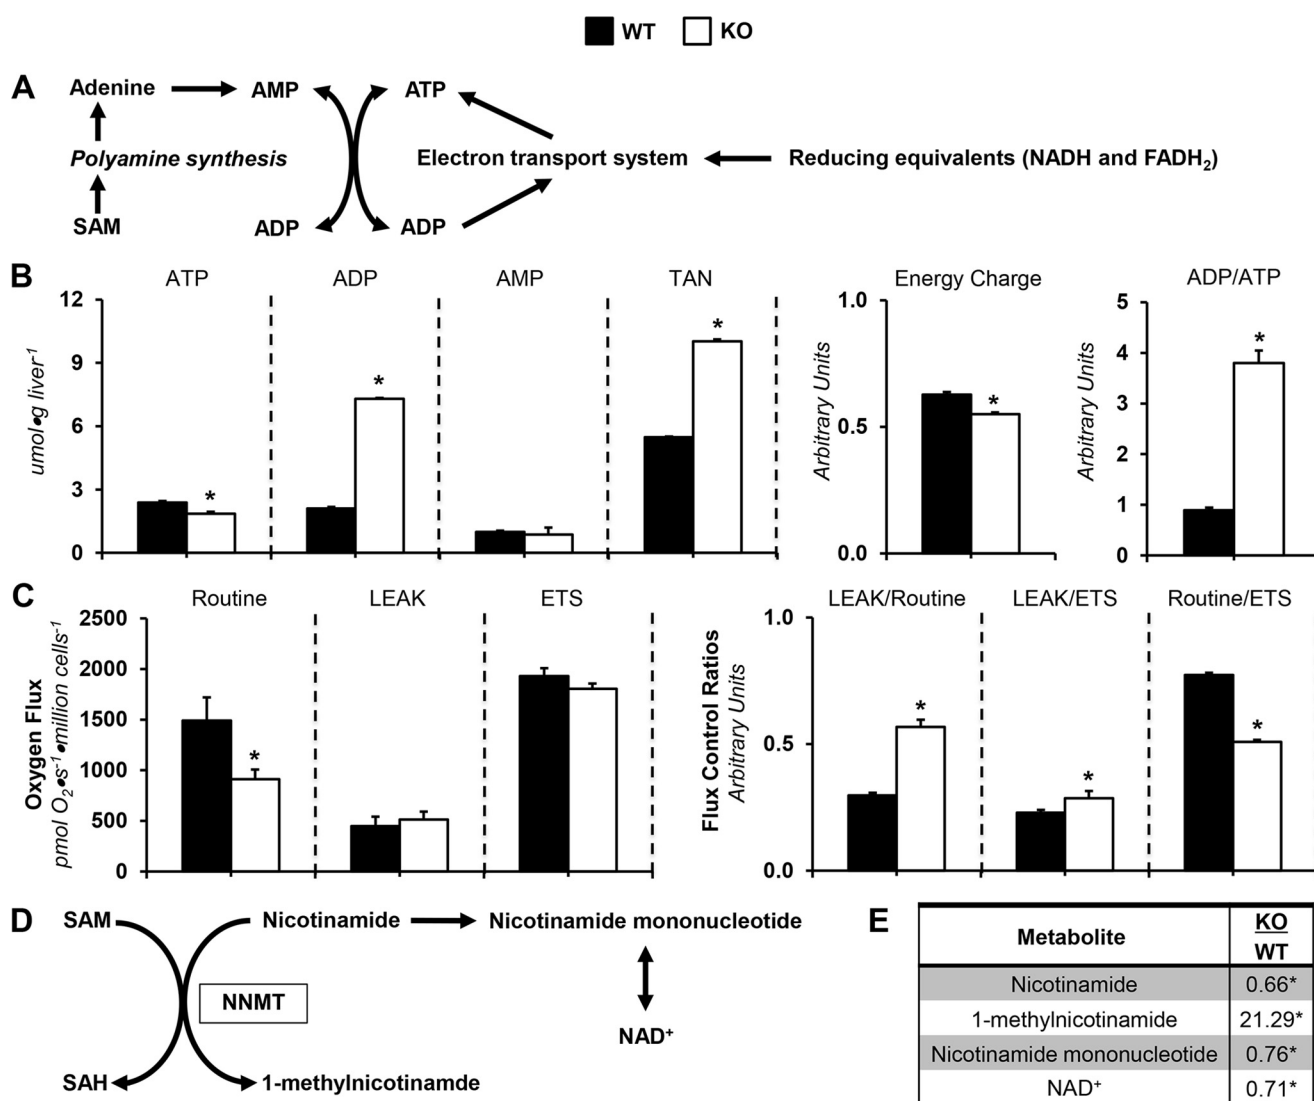 WT KO
A
Adenine AMP ATP
Polyamine synthesis Electron transport system Reducing equivalents (NADH and FADH₂)
SAM ADP ADP
B
ATP ADP AMP TAN
umol•g liver⁻¹
12
9
6
3
0
* * *
Energy Charge
Arbitrary Units
1.0
0.5
0.0
*
ADP/ATP
Arbitrary Units
5
4
3
2
1
0
*
C
Routine LEAK ETS
Oxygen Flux
pmol O₂•s⁻¹•million cells⁻¹
2500
2000
1500
1000
500
0
*
LEAK/Routine LEAK/ETS Routine/ETS
Flux Control Ratios
Arbitrary Units
1.0
0.5
0.0
* * *
D
SAM Nicotinamide Nicotinamide mononucleotide
NNMT
NAD⁺
SAH 1-methylnicotinamde
E
Metabolite KO
WT
Nicotinamide 0.66*
1-methylnicotinamide 21.29*
Nicotinamide mononucleotide 0.76*
NAD⁺ 0.71*